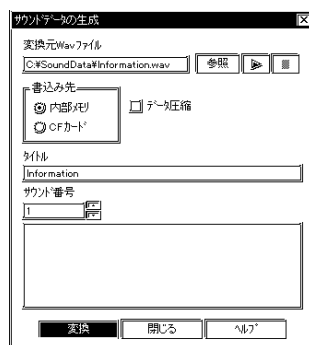 サウンドデータの生成
変換元Wavファイル
C:¥SoundData¥Information.wav 参照
書込み先
内部メモリ
CFカード
データ圧縮
タイトル
Information
サウンド番号
1
変換 閉じる ヘルプ